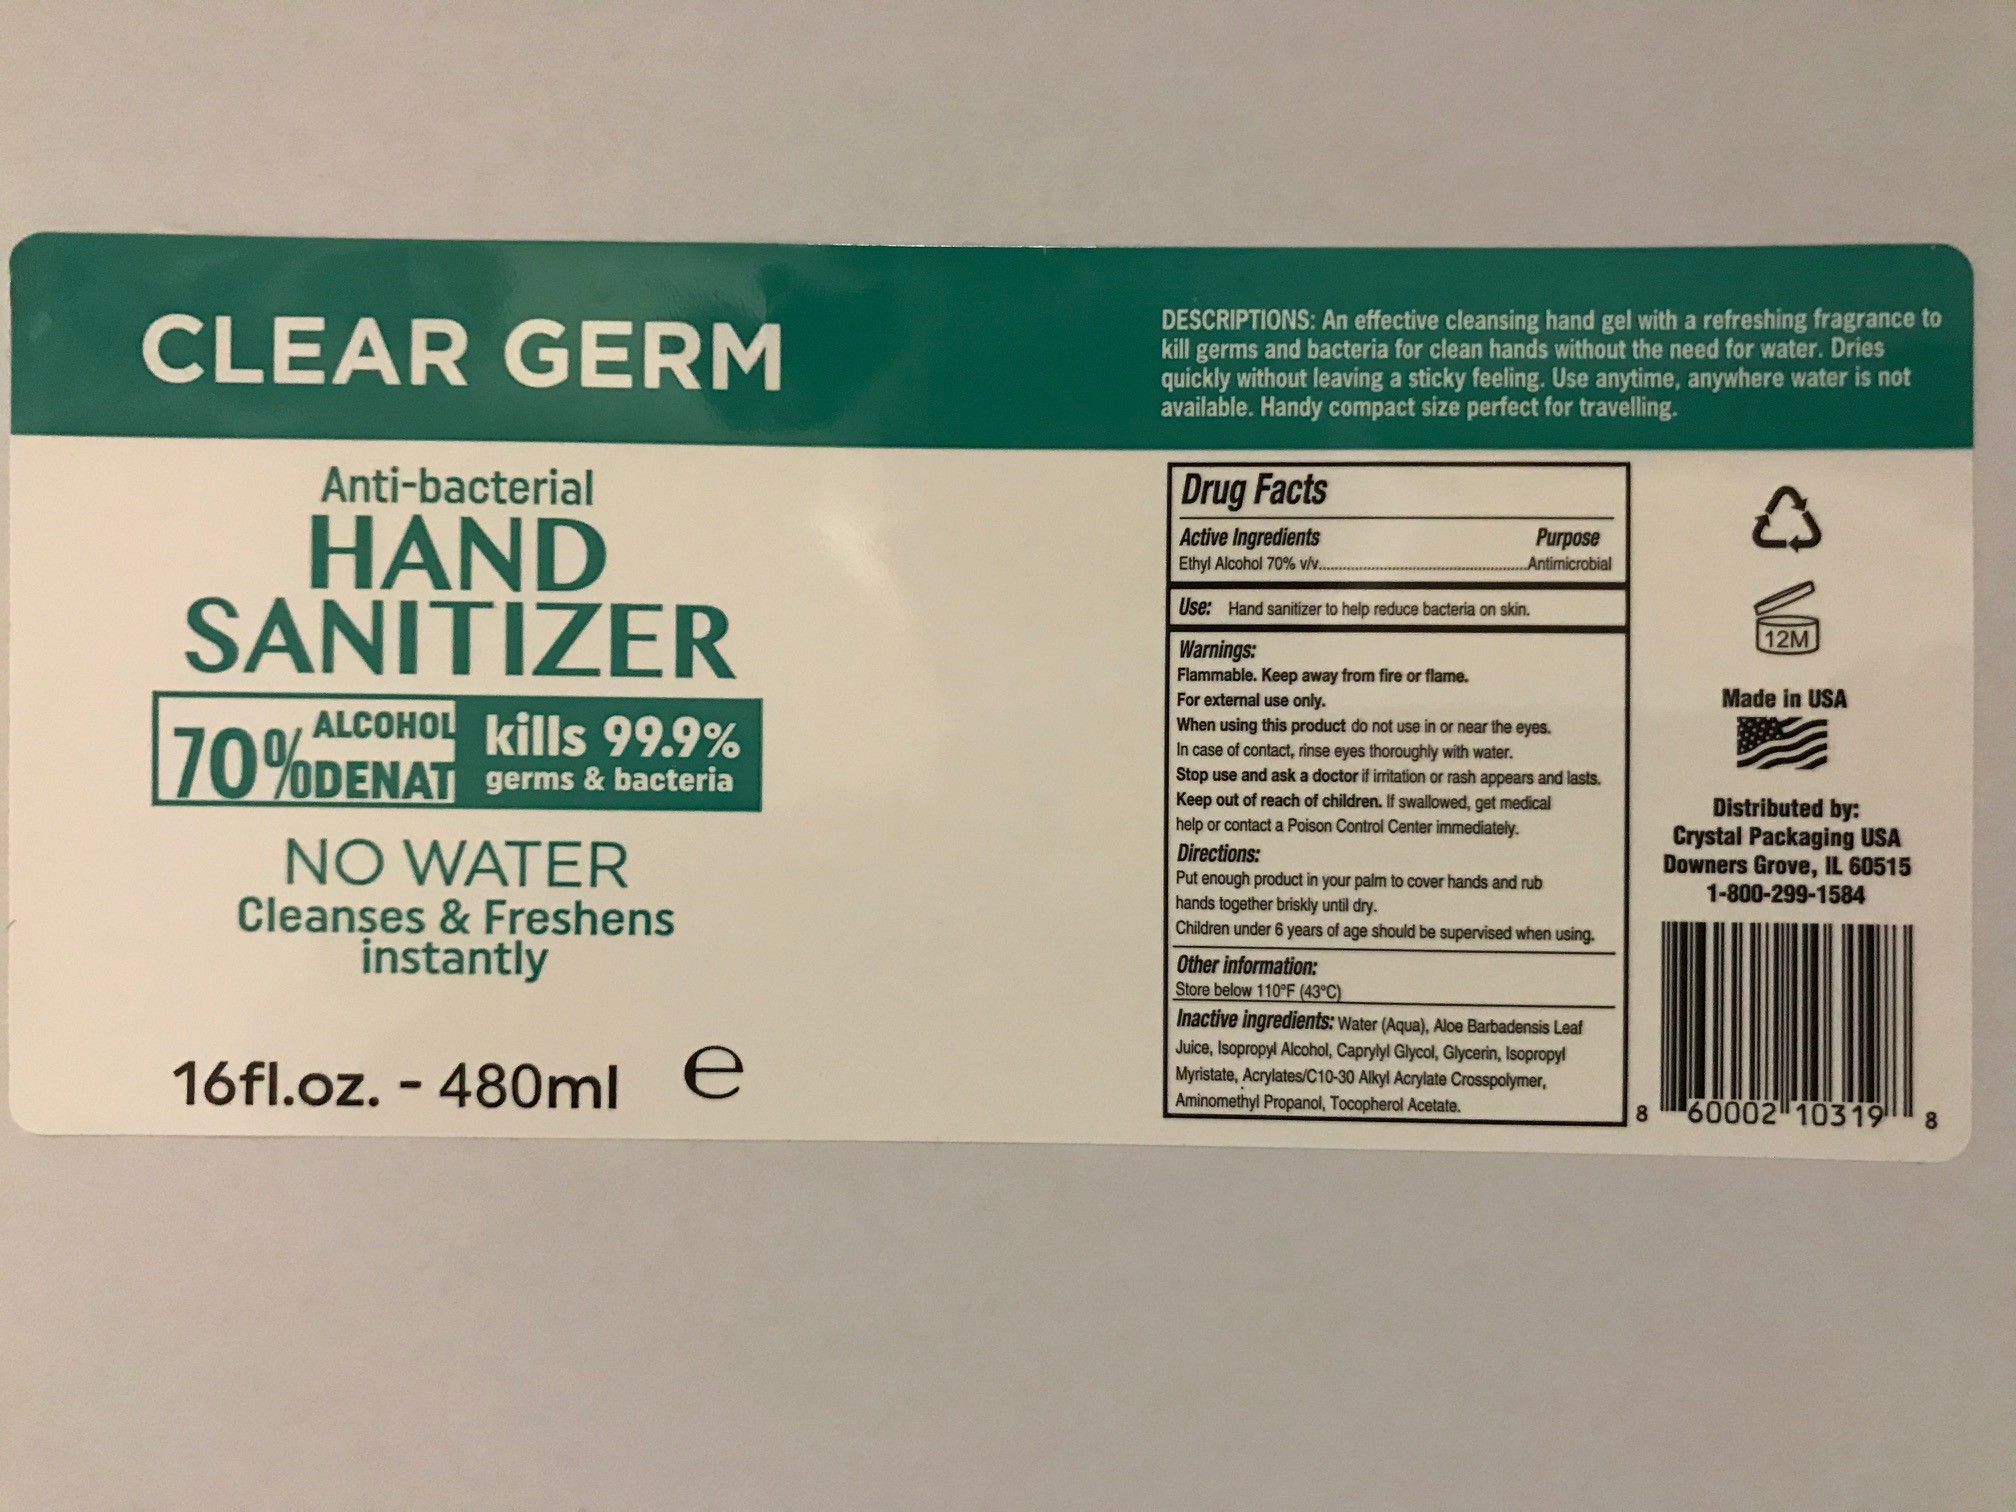 CLEAR GERM
Anti-bacterial
HAND
SANITIZER
70% ALCOHOL
DENAT
kills 99.9%
germs & bacteria
NO WATER
Cleanses & Freshens
instantly
16fl.oz. - 480ml e
DESCRIPTIONS: An effective cleansing hand gel with a refreshing fragrance to
kill germs and bacteria for clean hands without the need for water. Dries
quickly without leaving a sticky feeling. Use anytime, anywhere water is not
available. Handy compact size perfect for travelling.
Drug Facts
Active Ingredients Purpose
Ethyl Alcohol 70% v/v..........................................................Antimicrobial
Use: Hand sanitizer to help reduce bacteria on skin.
Warnings:
Flammable. Keep away from fire or flame.
For external use only.
When using this product do not use in or near the eyes.
In case of contact, rinse eyes thoroughly with water.
Stop use and ask a doctor if irritation or rash appears and lasts.
Keep out of reach of children. If swallowed, get medical
help or contact a Poison Control Center immediately.
Directions:
Put enough product in your palm to cover hands and rub
hands together briskly until dry.
Children under 6 years of age should be supervised when using.
Other information:
Store below 110°F (43°C)
Inactive ingredients: Water (Aqua), Aloe Barbadensis Leaf
Juice, Isopropyl Alcohol, Caprylyl Glycol, Glycerin, Isopropyl
Myristate, Acrylates/C10-30 Alkyl Acrylate Crosspolymer,
Aminomethyl Propanol, Tocopherol Acetate.
12M
Made in USA
Distributed by:
Crystal Packaging USA
Downers Grove, IL 60515
1-800-299-1584
8 60002 10319 8